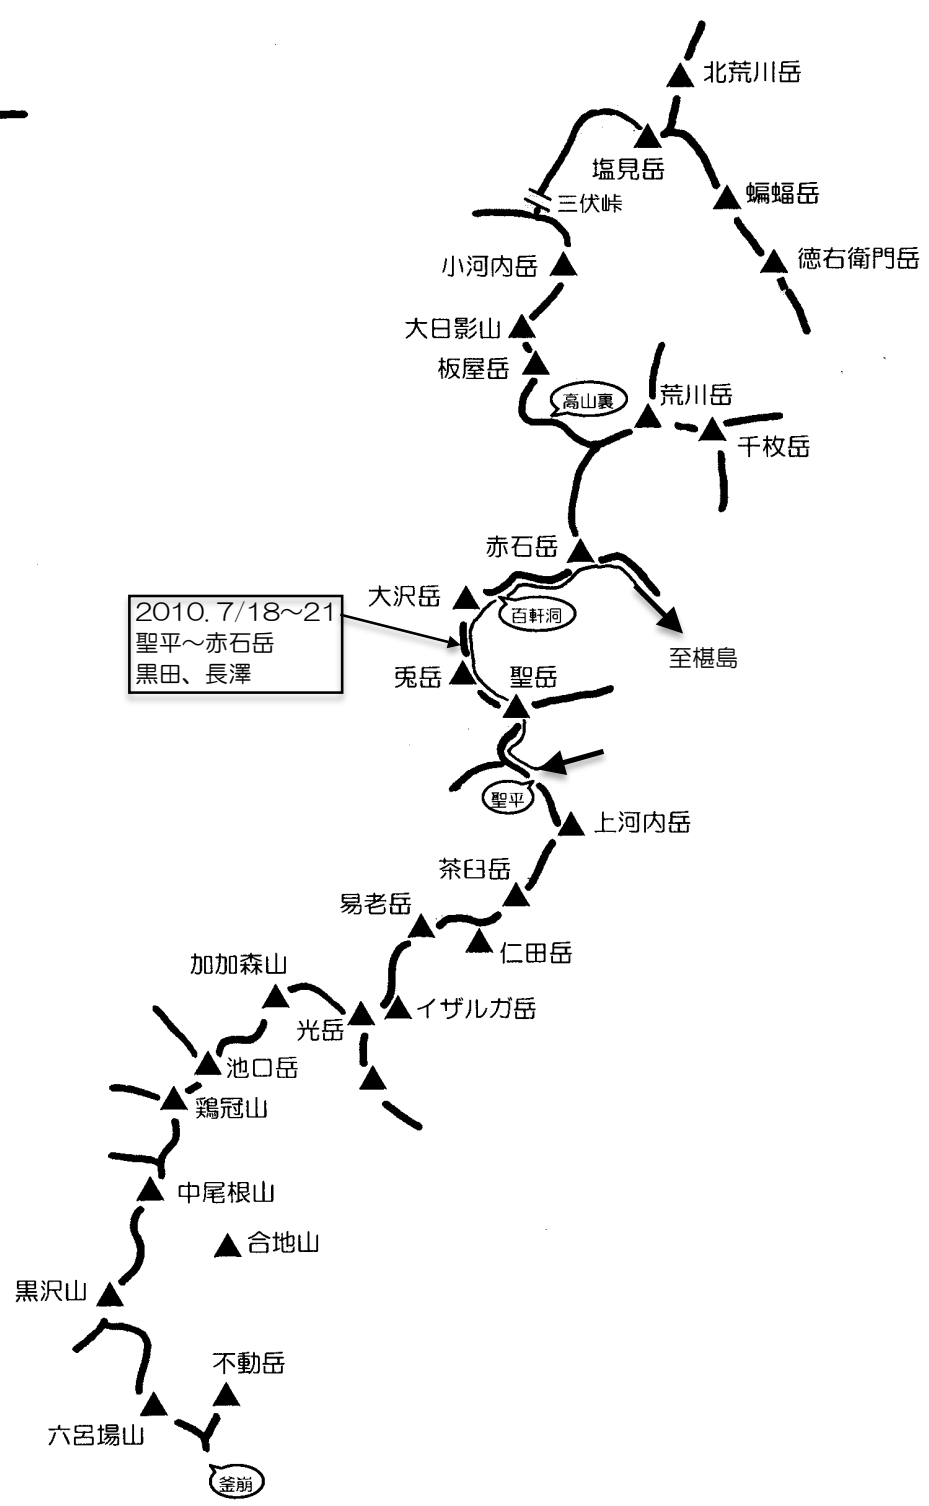 北荒川岳
塩見岳
蝙蝠岳
三伏峠
徳右衛門岳
小河内岳
大日影山
板屋岳
荒川岳
高山裏
千枚岳
赤石岳
大沢岳
2010. 7/18〜21
聖平〜赤石岳
黒田、長澤
百軒洞
至椹島
兎岳
聖岳
聖平
上河内岳
茶臼岳
易老岳
仁田岳
加加森山
イザルガ岳
光岳
池口岳
鶏冠山
中尾根山
合地山
黒沢山
不動岳
六呂場山
釜崩